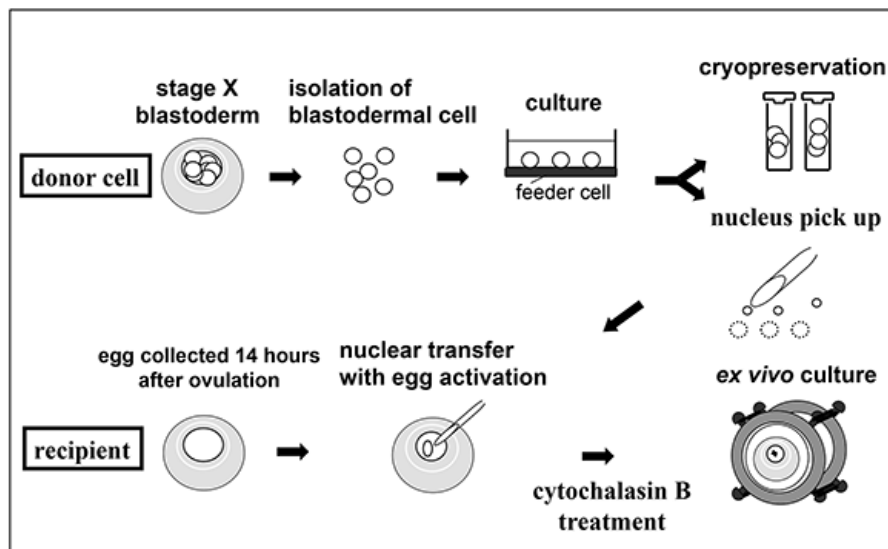 stage X
blastoderm
isolation of
blastodermal cell
culture
cryopreservation
donor cell
feeder cell
nucleus pick up
egg collected 14 hours
after ovulation
nuclear transfer
with egg activation
ex vivo culture
recipient
cytochalasin B
treatment